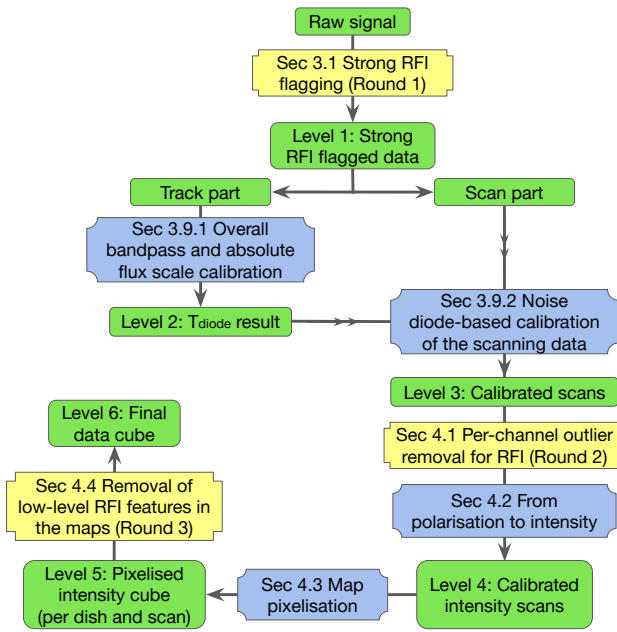 Raw signal
Sec 3.1 Strong RFI
flagging (Round 1)
Level 1: Strong
RFI flagged data
Track part
Scan part
Sec 3.9.1 Overall
bandpass and absolute
flux scale calibration
Level 2: Tdiode result
Sec 3.9.2 Noise
diode-based calibration
of the scanning data
Level 3: Calibrated scans
Sec 4.1 Per-channel outlier
removal for RFI (Round 2)
Sec 4.2 From
polarisation to intensity
Level 4: Calibrated
intensity scans
Sec 4.3 Map
pixelisation
Level 5: Pixelised
intensity cube
(per dish and scan)
Sec 4.4 Removal of
low-level RFI features in
the maps (Round 3)
Level 6: Final
data cube